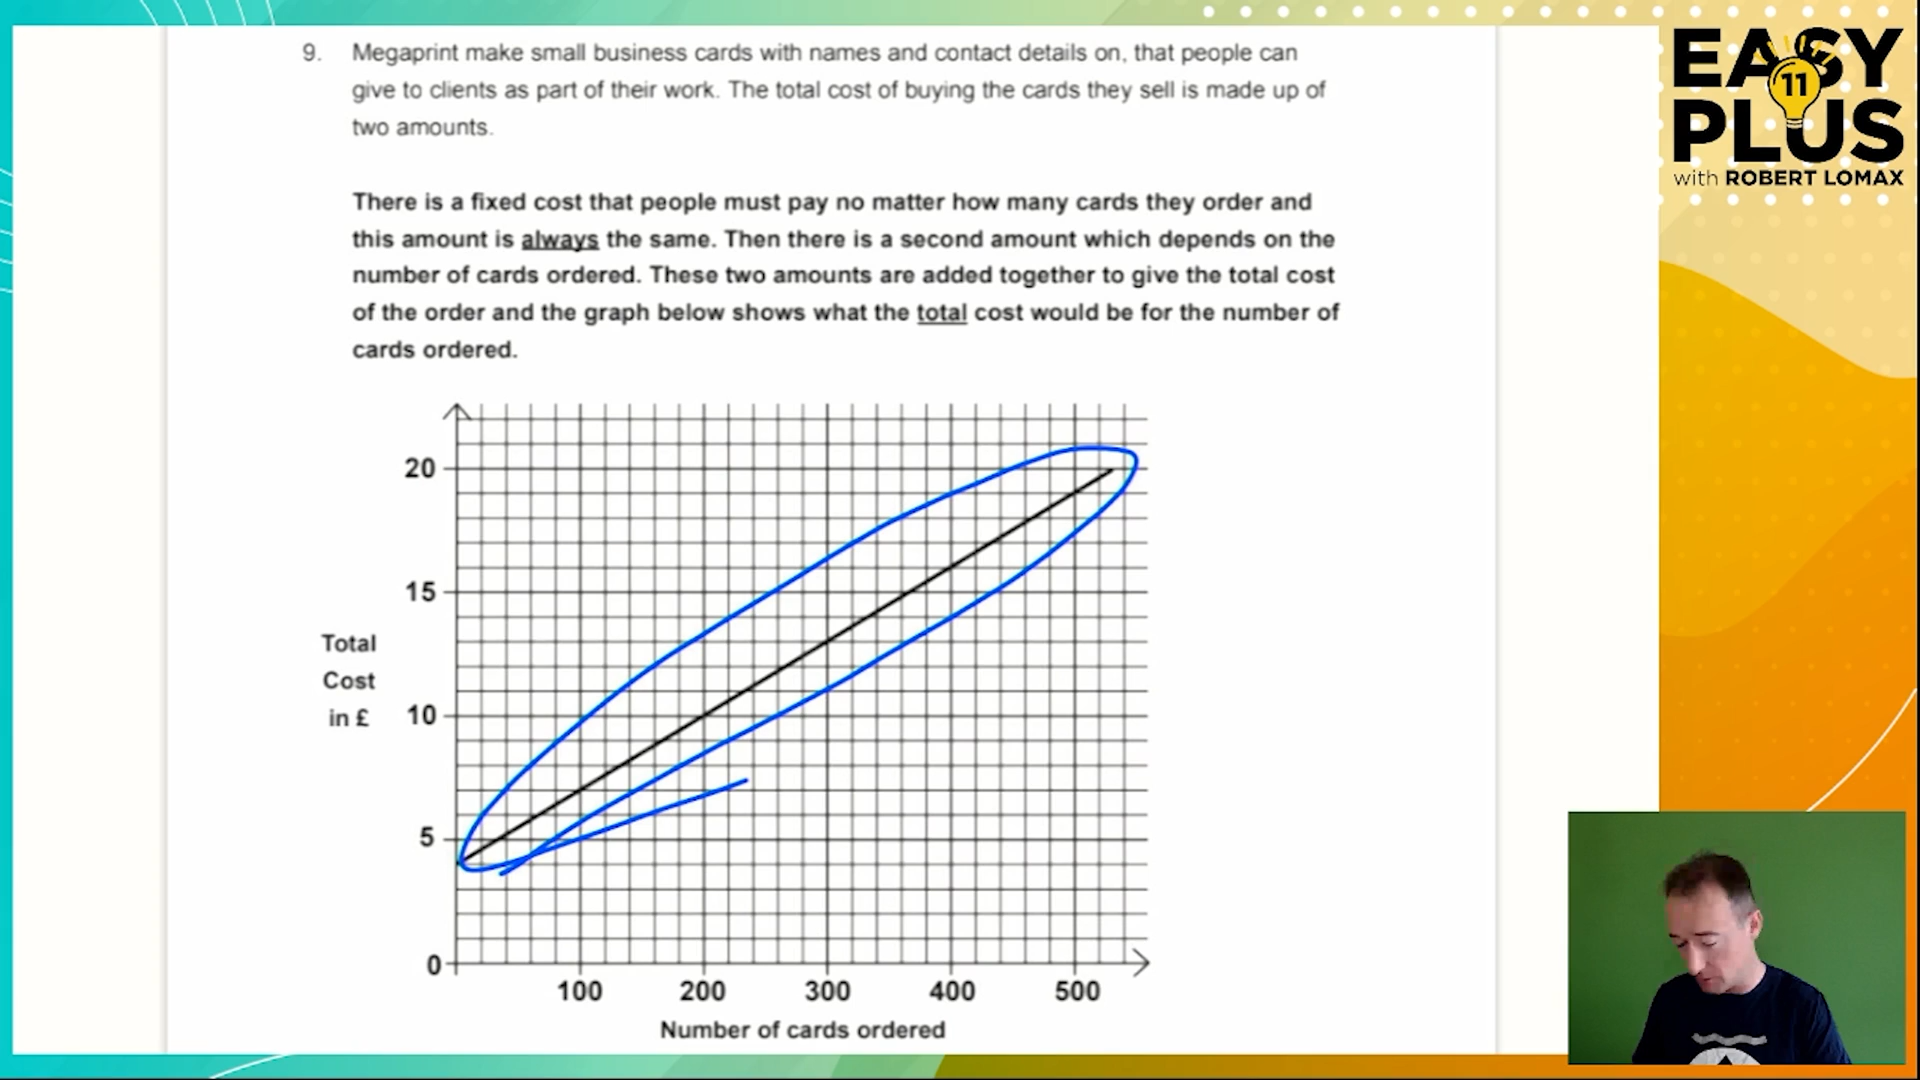 9. Megaprint make small business cards with names and contact details on, that people can
give to clients as part of their work. The total cost of buying the cards they sell is made up of
two amounts.
There is a fixed cost that people must pay no matter how many cards they order and
this amount is always the same. Then there is a second amount which depends on the
number of cards ordered. These two amounts are added together to give the total cost
of the order and the graph below shows what the total cost would be for the number of
cards ordered.
20
15
Total
Cost
in £
10
5
0
100 200 300 400 500
Number of cards ordered
EASY
11
PLUS
with ROBERT LOMAX